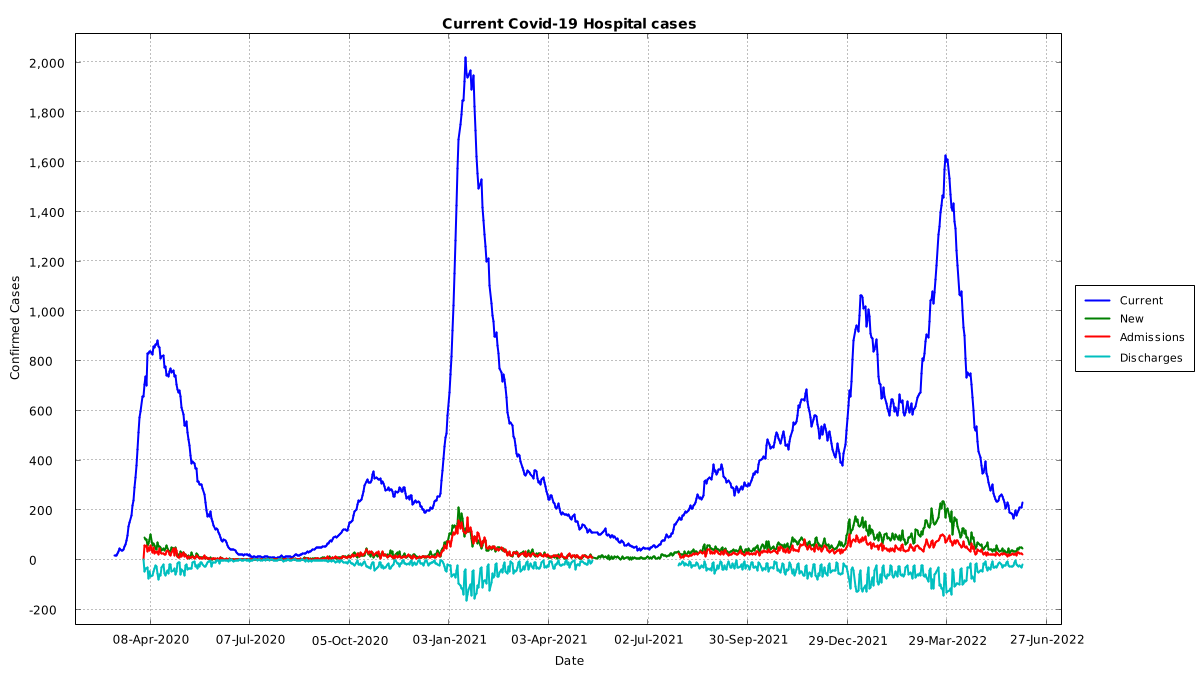 Current Covid-19 Hospital cases
Confirmed Cases
2,000
1,800
1,600
1,400
1,200
1,000
800
600
400
200
0
-200
08-Apr-2020 07-Jul-2020 05-Oct-2020 03-Jan-2021 03-Apr-2021 02-Jul-2021 30-Sep-2021 29-Dec-2021 29-Mar-2022 27-Jun-2022
Date
Current
New
Admissions
Discharges